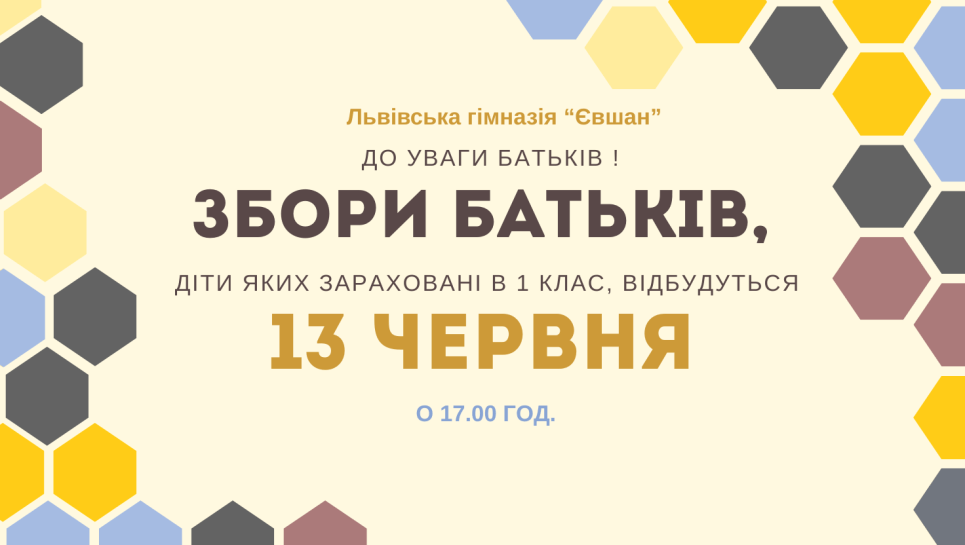 Львівська гімназія “Євшан”
ДО УВАГИ БАТЬКІВ !
ЗБОРИ БАТЬКІВ,
ДІТИ ЯКИХ ЗАРАХОВАНІ В 1 КЛАС, ВІДБУДУТЬСЯ
13 ЧЕРВНЯ
О 17.00 ГОД.